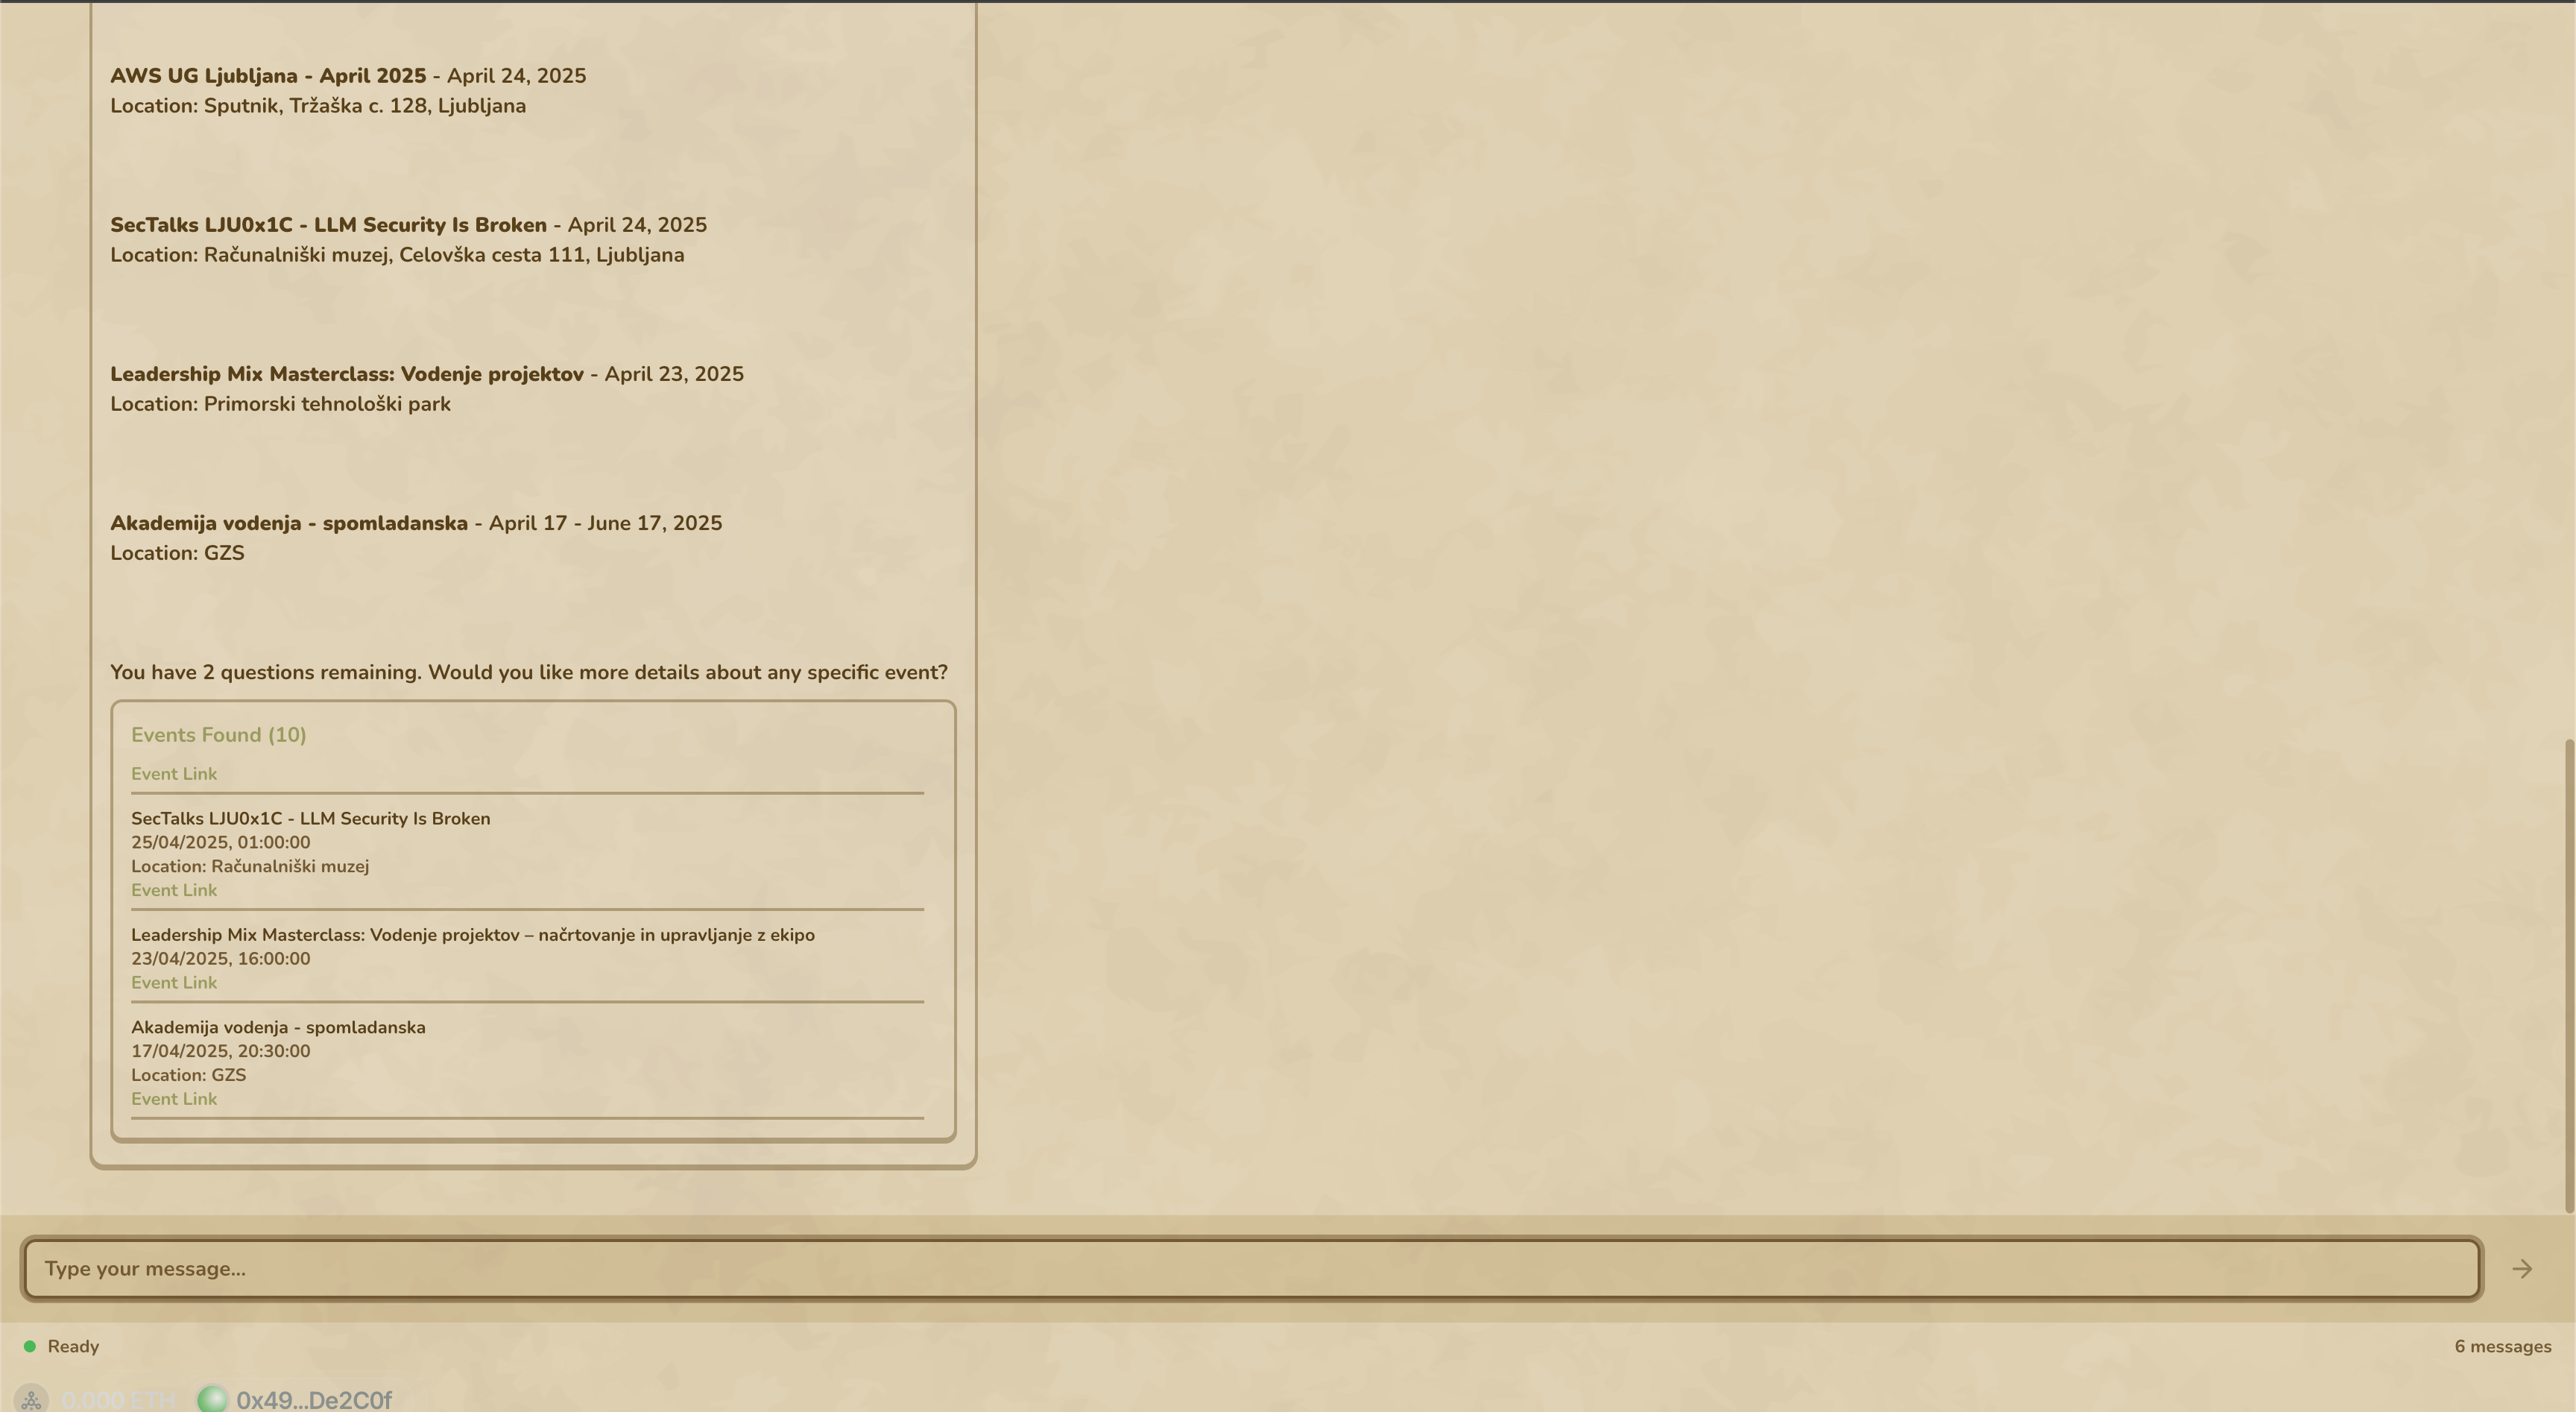 AWS UG Ljubljana - April 2025 - April 24, 2025
Location: Sputnik, Tržaška c. 128, Ljubljana
SecTalks LJU0x1C - LLM Security Is Broken - April 24, 2025
Location: Računalniški muzej, Celovška cesta 111, Ljubljana
Leadership Mix Masterclass: Vodenje projektov - April 23, 2025
Location: Primorski tehnološki park
Akademija vodenja - spomladanska - April 17 - June 17, 2025
Location: GZS
You have 2 questions remaining. Would you like more details about any specific event?
Events Found (10)
Event Link
SecTalks LJU0x1C - LLM Security Is Broken
25/04/2025, 01:00:00
Location: Računalniški muzej
Event Link
Leadership Mix Masterclass: Vodenje projektov – načrtovanje in upravljanje z ekipo
23/04/2025, 16:00:00
Event Link
Akademija vodenja - spomladanska
17/04/2025, 20:30:00
Location: GZS
Event Link
Type your message...
Ready
6 messages
0.000 ETH 0x49...De2C0f